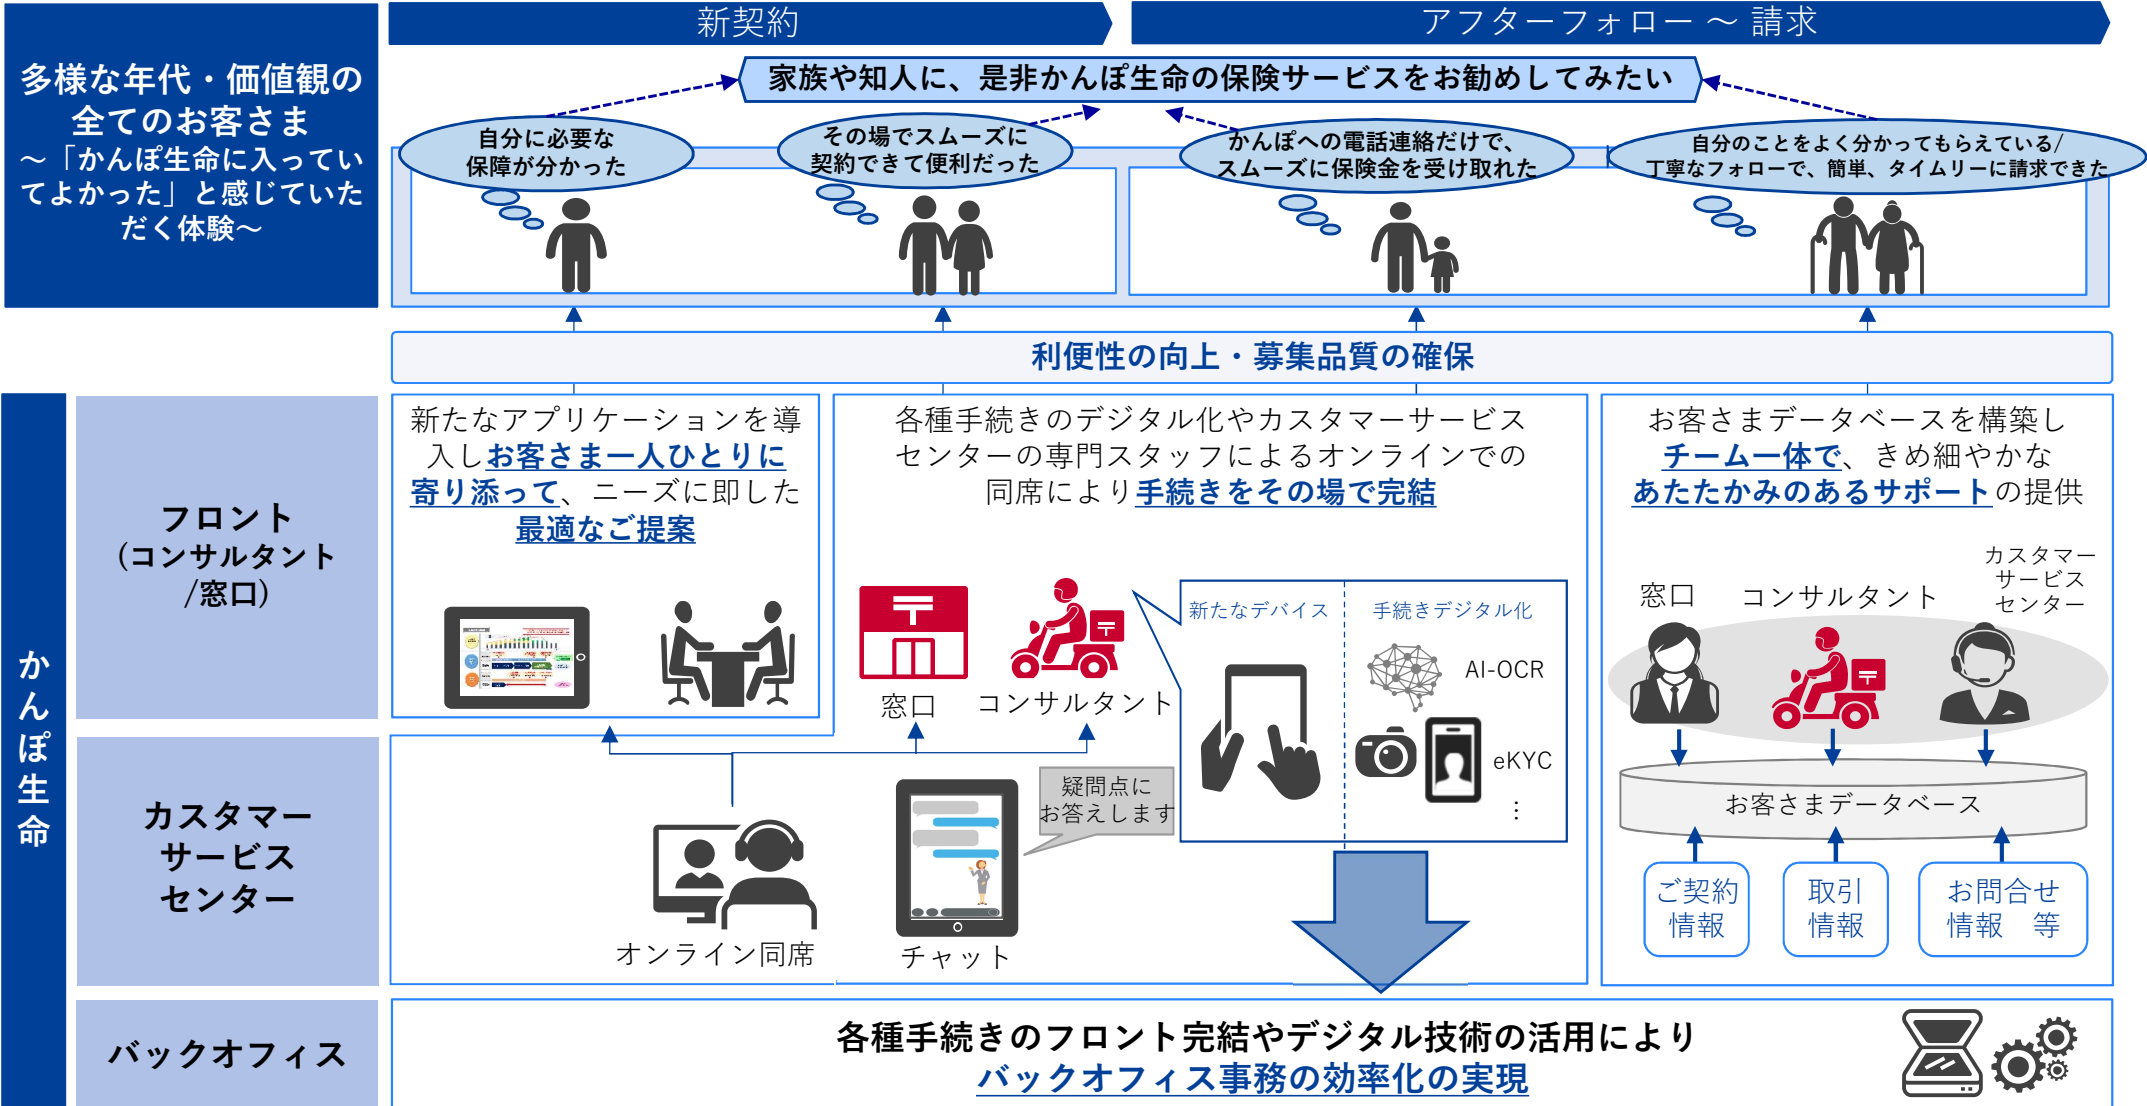 新契約
アフターフォロー ～ 請求
多様な年代・価値観の
全てのお客さま
～「かんぽ生命に入ってい
てよかった」と感じていた
だく体験～
家族や知人に、是非かんぽ生命の保険サービスをお勧めしてみたい
自分に必要な
保障が分かった
その場でスムーズに
契約できて便利だった
かんぽへの電話連絡だけで、
スムーズに保険金を受け取れた
自分のことをよく分かってもらえている/
丁寧なフォローで、簡単、タイムリーに請求できた
利便性の向上・募集品質の確保
かんぽ生命
フロント
(コンサルタント
/窓口)
新たなアプリケーションを導
入しお客さま一人ひとりに
寄り添って、ニーズに即した
最適なご提案
各種手続きのデジタル化やカスタマーサービス
センターの専門スタッフによるオンラインでの
同席により手続きをその場で完結
窓口
コンサルタント
新たなデバイス
手続きデジタル化
AI-OCR
eKYC
⋮
お客さまデータベースを構築し
チーム一体で、きめ細やかな
あたたかみのあるサポートの提供
窓口
コンサルタント
カスタマー
サービス
センター
お客さまデータベース
ご契約
情報
取引
情報
お問合せ
情報　等
カスタマー
サービス
センター
オンライン同席
チャット
疑問点に
お答えします
バックオフィス
各種手続きのフロント完結やデジタル技術の活用により
バックオフィス事務の効率化の実現